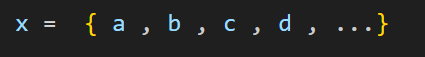 x = { a , b , c , d , ...}